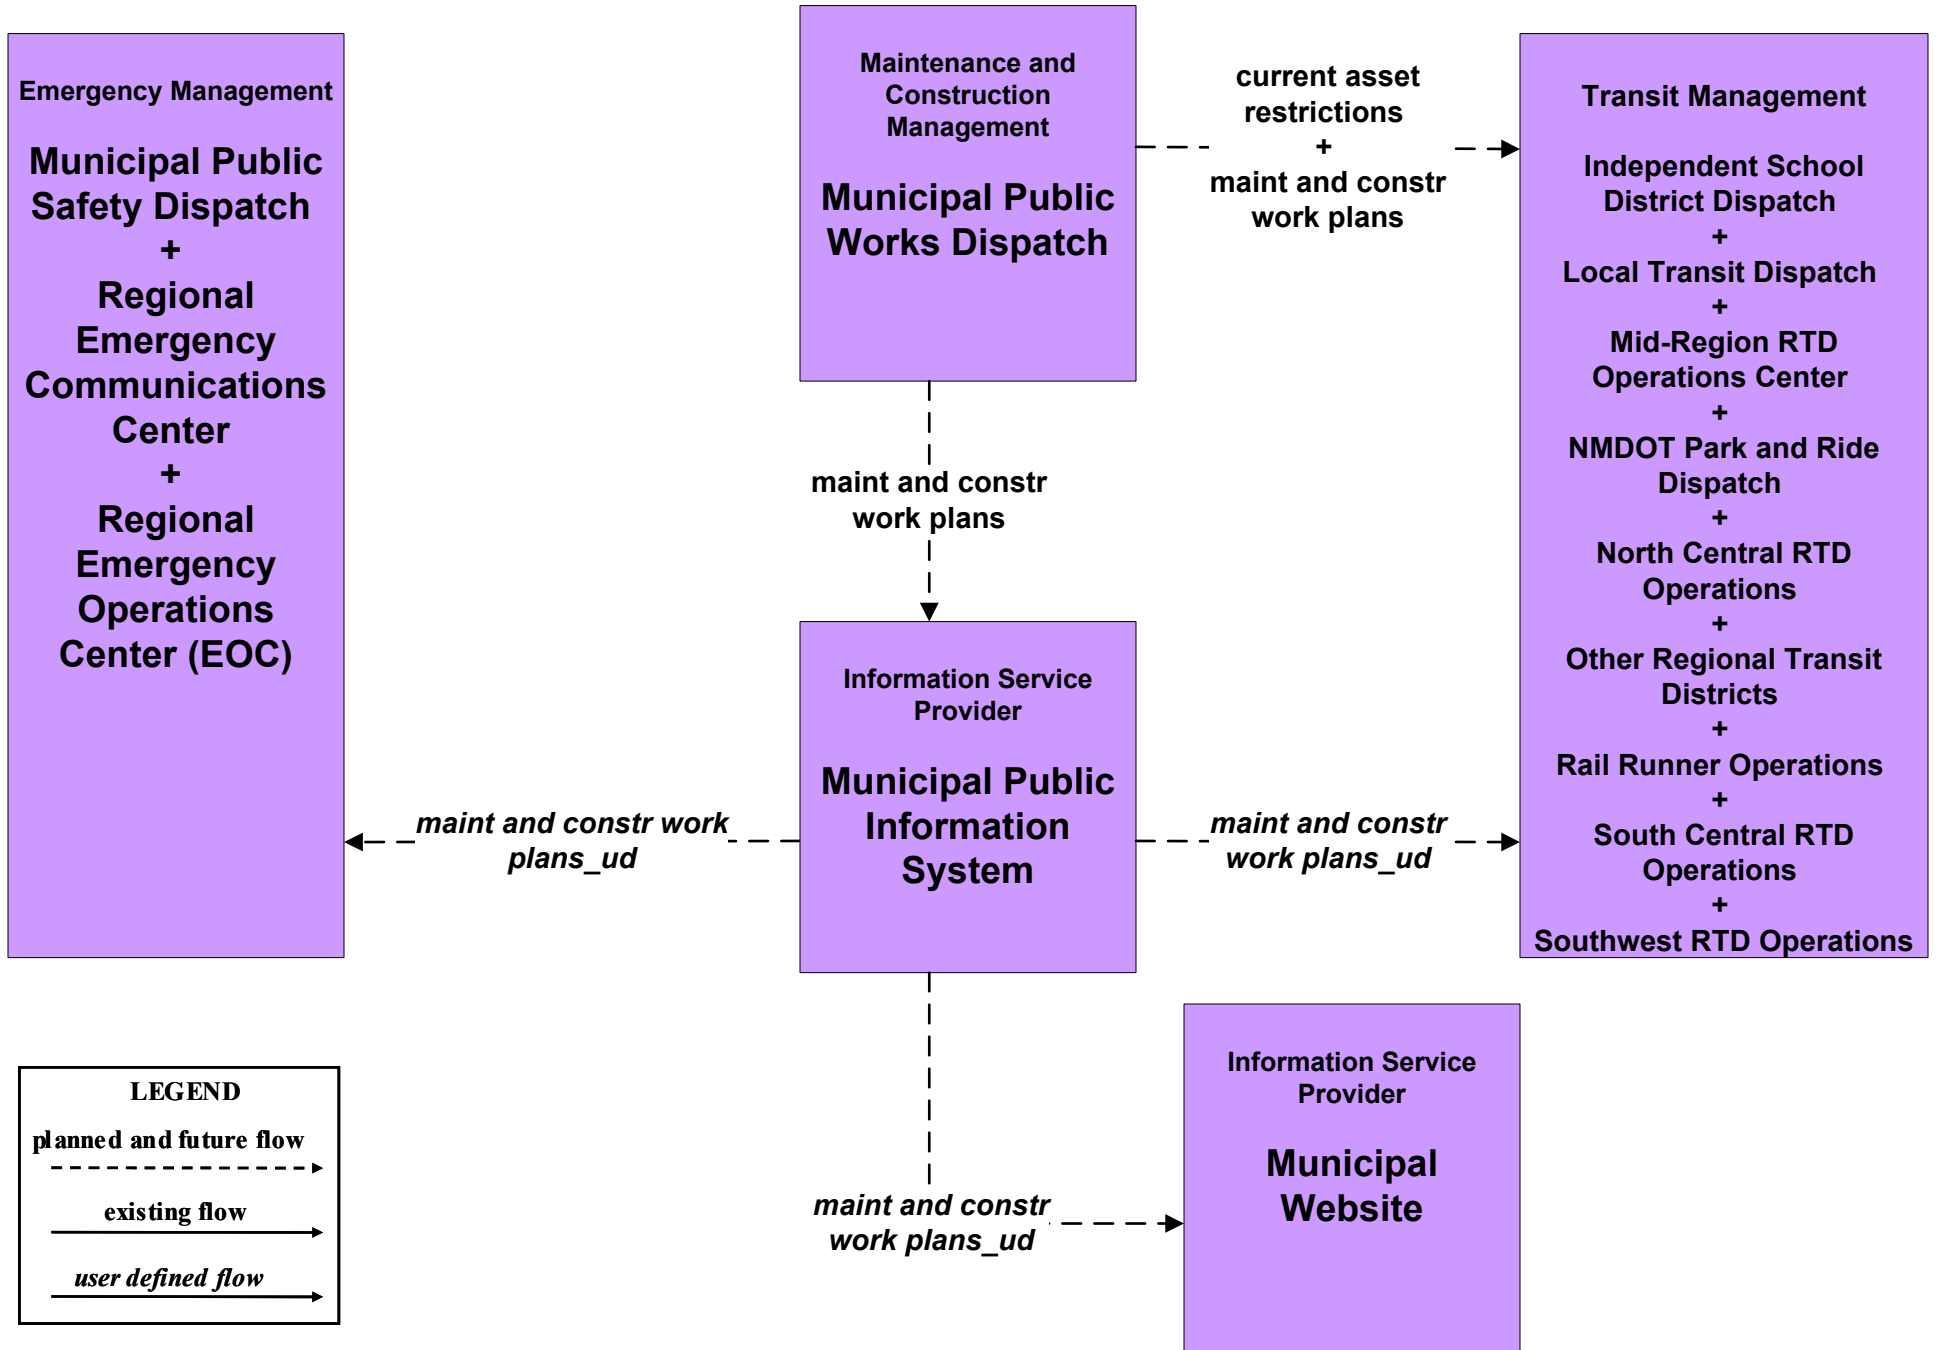 Emergency Management
Municipal Public
Safety Dispatch
+
Regional
Emergency
Communications
Center
+
Regional
Emergency
Operations
Center (EOC)
Maintenance and
Construction
Management
Municipal Public
Works Dispatch
current asset
restrictions
+
maint and constr
work plans
Transit Management
Independent School
District Dispatch
+
Local Transit Dispatch
+
Mid-Region RTD
Operations Center
+
NMDOT Park and Ride
Dispatch
+
North Central RTD
Operations
+
Other Regional Transit
Districts
+
Rail Runner Operations
+
South Central RTD
Operations
+
Southwest RTD Operations
maint and constr
work plans
Information Service
Provider
Municipal Public
Information
System
maint and constr work
plans_ud
maint and constr
work plans_ud
maint and constr
work plans_ud
Information Service
Provider
Municipal
Website
LEGEND
planned and future flow
existing flow
user defined flow